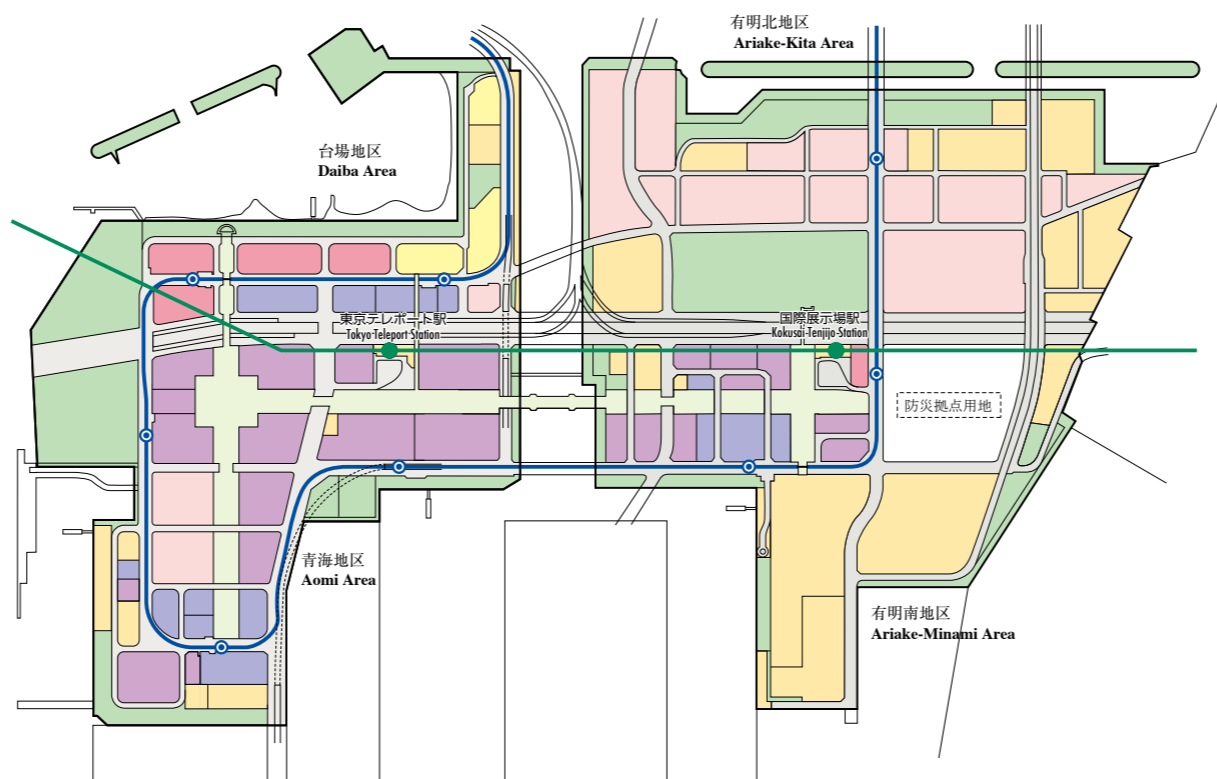 有明北地区
Ariake-Kita Area
台場地区
Daiba Area
東京テレポート駅
Tokyo Teleport Station
国際展示場駅
Kokusai-Tenjijo Station
防災拠点用地
青海地区
Aomi Area
有明南地区
Ariake-Minami Area